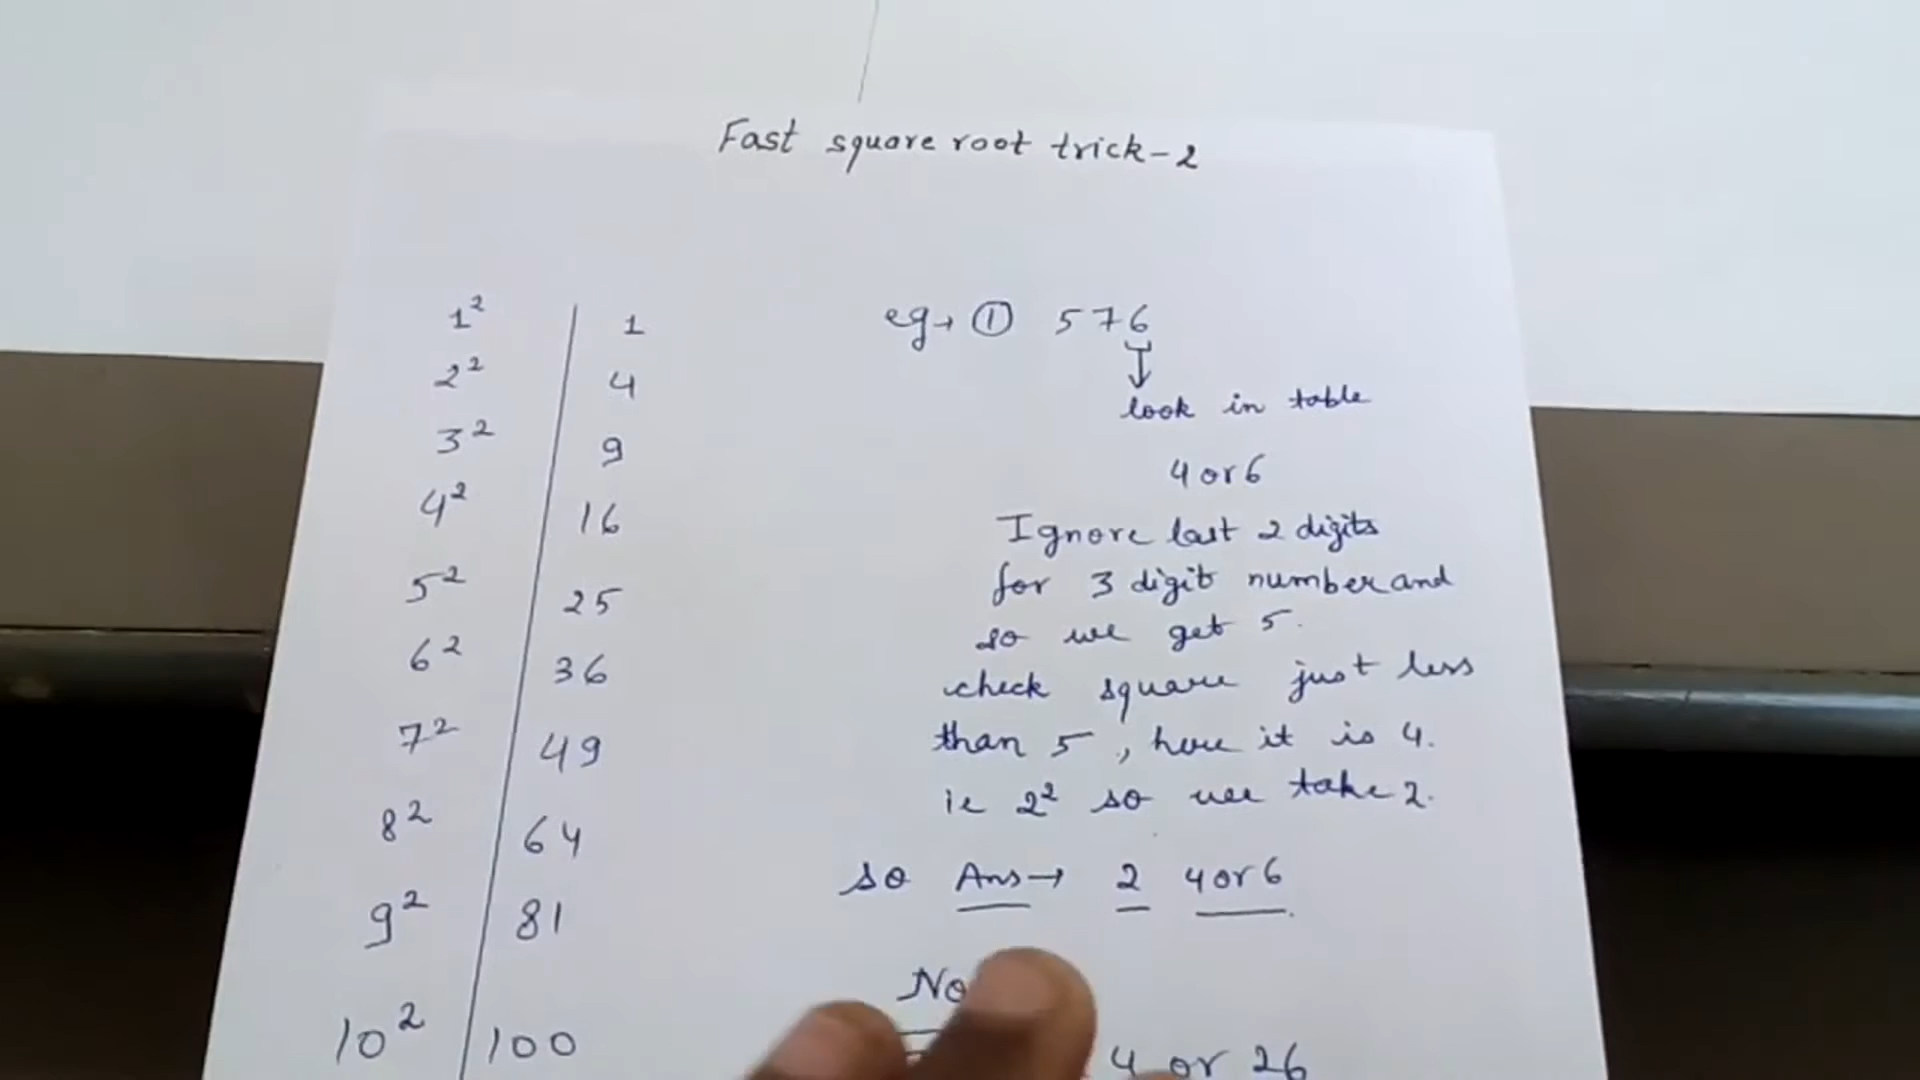 Fast square root trick-2
1² 1
2² 4
3² 9
4² 16
5² 25
6² 36
7² 49
8² 64
9² 81
10² 100
eg→ ① 576
↓
look in table
4 or 6
Ignore last 2 digits
for 3 digit number and
so we get 5.
check square just less
than 5, here it is 4.
ie 2² so we take 2.
so Ans→ 2 4 or 6
4 or 26